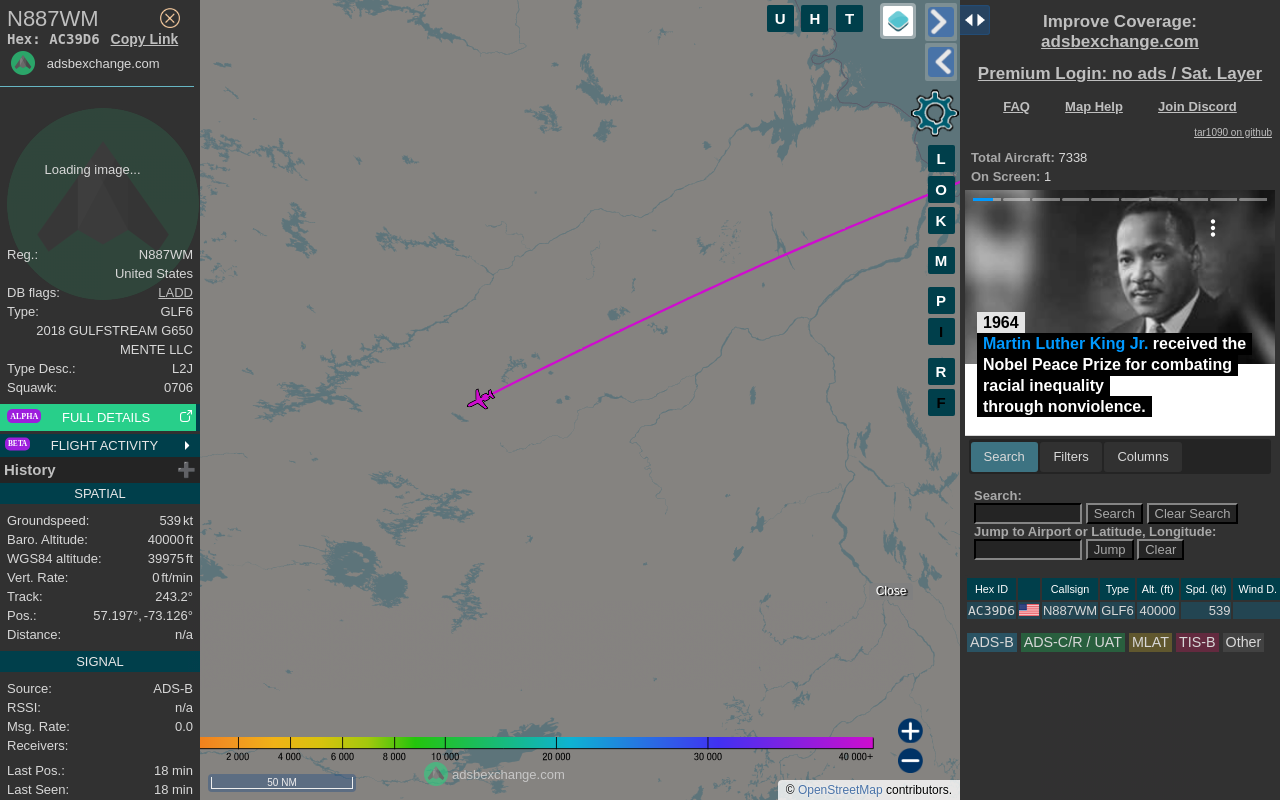 N887WM
Hex: AC39D6 Copy Link
adsbexchange.com
Loading image...
Reg.: N887WM
United States
DB flags: LADD
Type: GLF6
2018 GULFSTREAM G650
MENTE LLC
Type Desc.: L2J
Squawk: 0706
ALPHA FULL DETAILS
BETA FLIGHT ACTIVITY
History
SPATIAL
Groundspeed: 539 kt
Baro. Altitude: 40000 ft
WGS84 altitude: 39975 ft
Vert. Rate: 0 ft/min
Track: 243.2°
Pos.: 57.197°, -73.126°
Distance: n/a
SIGNAL
Source: ADS-B
RSSI: n/a
Msg. Rate: 0.0
Receivers:
Last Pos.: 18 min
Last Seen: 18 min
U H T
L
O
K
M
P
I
R
F
Close
2 000 4 000 6 000 8 000 10 000 20 000 30 000 40 000+
adsbexchange.com
50 NM
© OpenStreetMap contributors.
Improve Coverage:
adsbexchange.com
Premium Login: no ads / Sat. Layer
FAQ Map Help Join Discord
tar1090 on github
Total Aircraft: 7338
On Screen: 1
1964
Martin Luther King Jr. received the
Nobel Peace Prize for combating
racial inequality
through nonviolence.
Search Filters Columns
Search:
Search Clear Search
Jump to Airport or Latitude, Longitude:
Jump Clear
Hex ID Callsign Type Alt. (ft) Spd. (kt) Wind D.
AC39D6 N887WM GLF6 40000 539
ADS-B ADS-C/R / UAT MLAT TIS-B Other